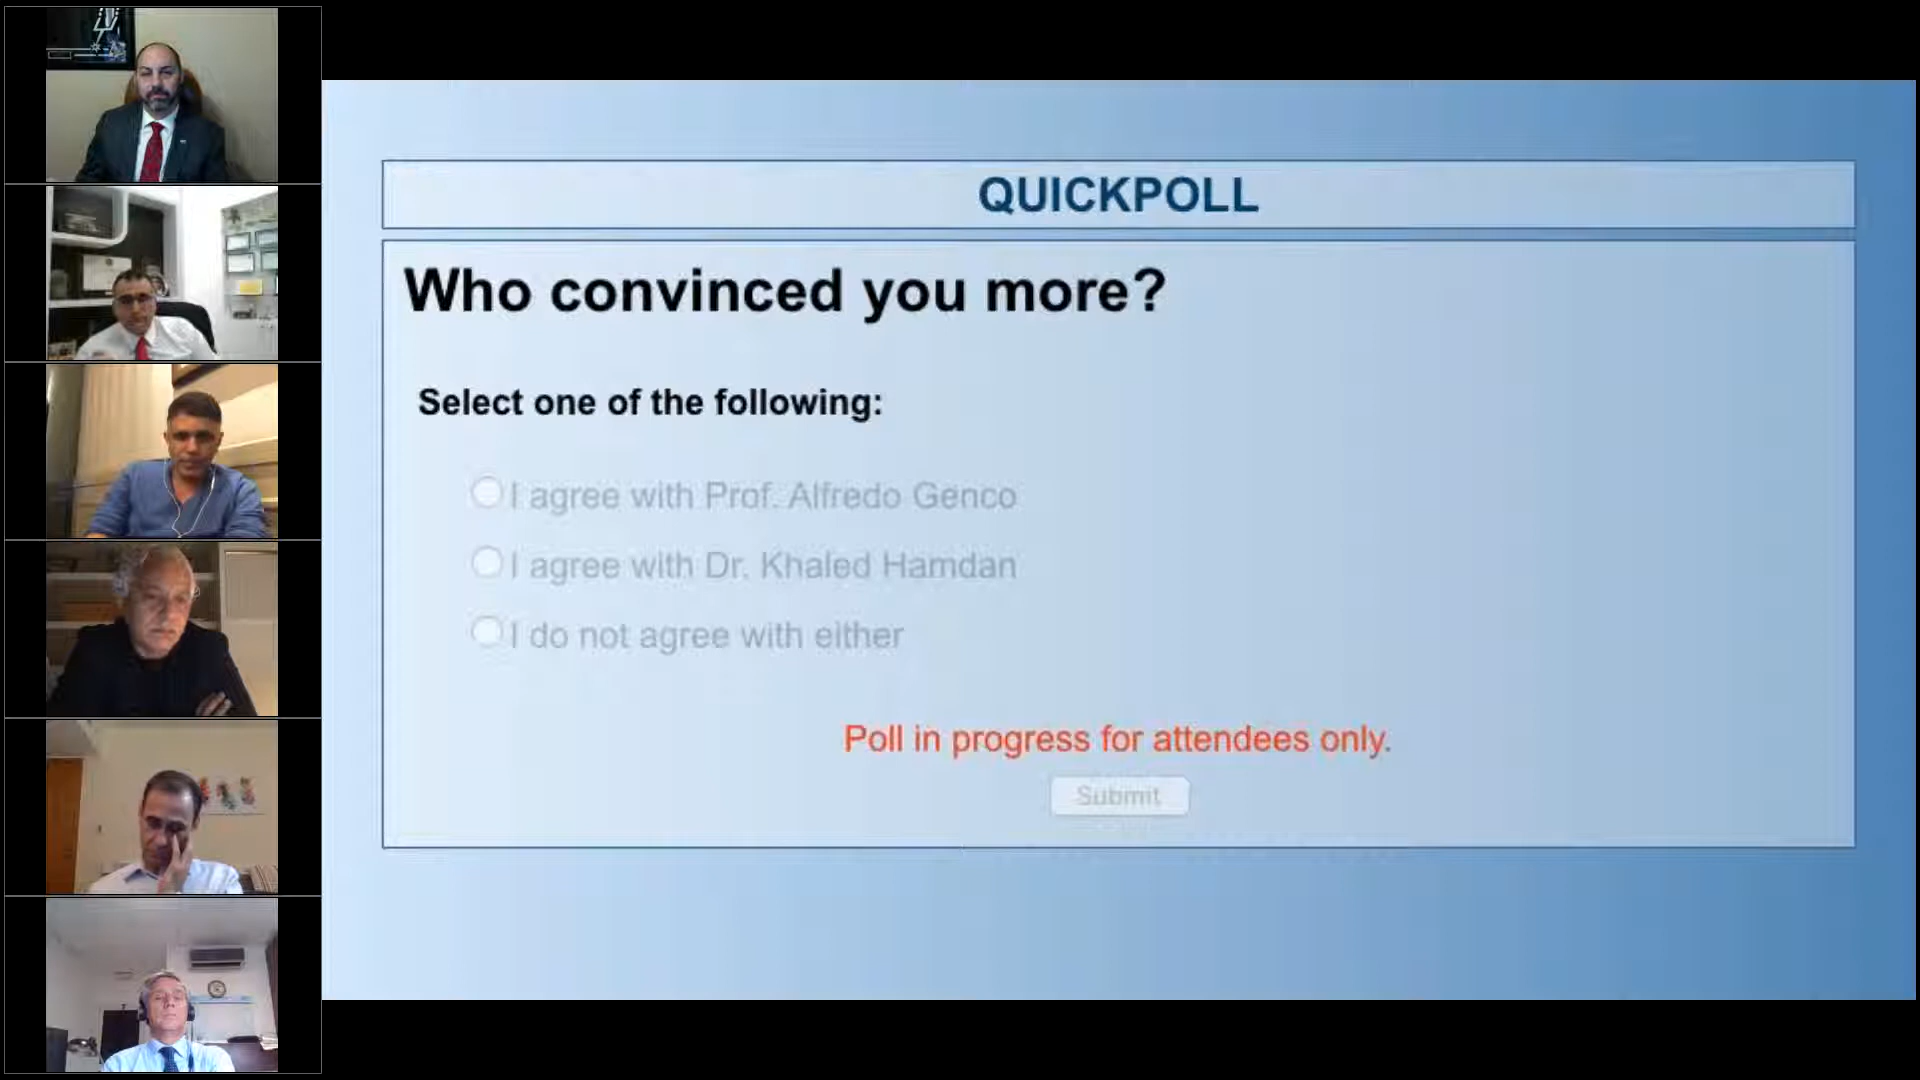 QUICKPOLL
Who convinced you more?
Select one of the following:
I agree with Prof. Alfredo Genco
I agree with Dr. Khaled Hamdan
I do not agree with either
Poll in progress for attendees only.
Submit